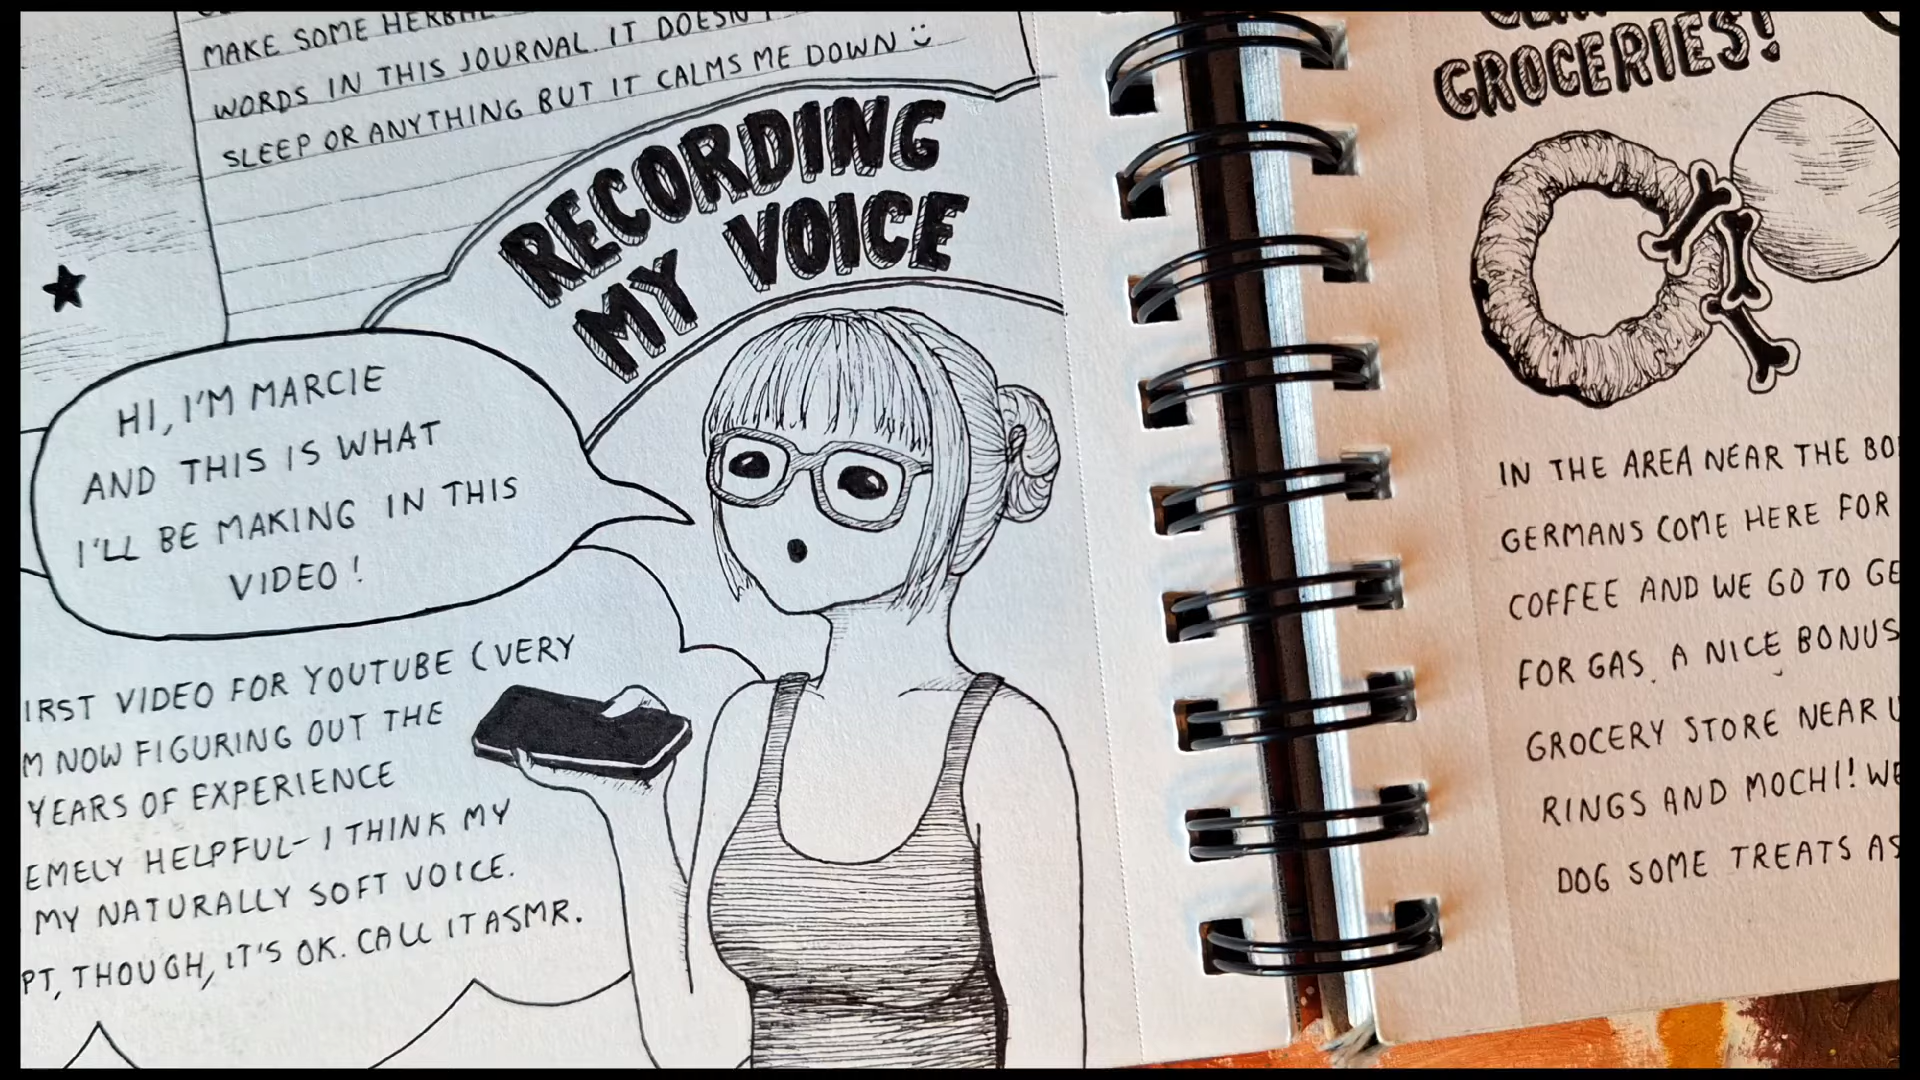 MAKE SOME HERBAL
WORDS IN THIS JOURNAL. IT DOESN'T
SLEEP OR ANYTHING BUT IT CALMS ME DOWN
RECORDING
MY VOICE
HI, I'M MARCIE
AND THIS IS WHAT
I'LL BE MAKING IN THIS
VIDEO!
IRST VIDEO FOR YOUTUBE (VERY
M NOW FIGURING OUT THE
YEARS OF EXPERIENCE
EMELY HELPFUL- I THINK MY
MY NATURALLY SOFT VOICE.
PT, THOUGH, IT'S OK. CALL IT ASMR.
GROCERIES!
IN THE AREA NEAR THE BO
GERMANS COME HERE FOR
COFFEE AND WE GO TO GE
FOR GAS. A NICE BONUS
GROCERY STORE NEAR U
RINGS AND MOCHI! WE
DOG SOME TREATS AS